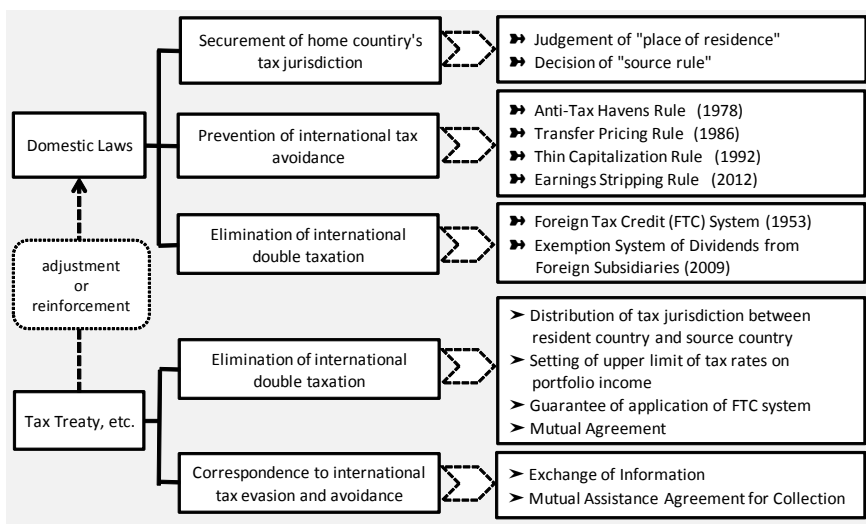 Domestic Laws
adjustment
or
reinforcement
Tax Treaty, etc.
Securement of home country's
tax jurisdiction
Judgement of "place of residence"
Decision of "source rule"
Prevention of international tax
avoidance
Anti-Tax Havens Rule (1978)
Transfer Pricing Rule (1986)
Thin Capitalization Rule (1992)
Earnings Stripping Rule (2012)
Elimination of international
double taxation
Foreign Tax Credit (FTC) System (1953)
Exemption System of Dividends from
Foreign Subsidiaries (2009)
Elimination of international
double taxation
Distribution of tax jurisdiction between
resident country and source country
Setting of upper limit of tax rates on
portfolio income
Guarantee of application of FTC system
Mutual Agreement
Correspondence to international
tax evasion and avoidance
Exchange of Information
Mutual Assistance Agreement for Collection